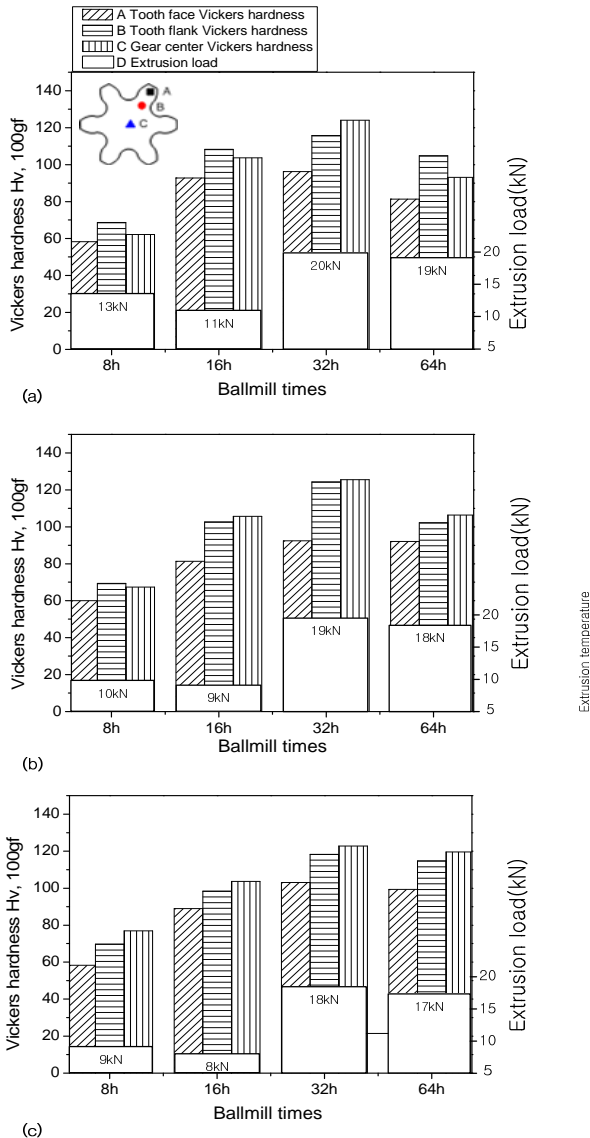 A Tooth face Vickers hardness
B Tooth flank Vickers hardness
C Gear center Vickers hardness
D Extrusion load
Vickers hardness Hv, 100gf
140
120
100
80
60
40
20
0
A
B
C
13kN
11kN
20kN
19kN
20
15
10
5
Extrusion load(kN)
8h
16h
32h
64h
Ballmill times
(a)
Vickers hardness Hv, 100gf
140
120
100
80
60
40
20
0
10kN
9kN
19kN
18kN
20
15
10
5
Extrusion load(kN)
8h
16h
32h
64h
Ballmill times
(b)
Extrusion temperature
Vickers hardness Hv, 100gf
140
120
100
80
60
40
20
0
9kN
8kN
18kN
17kN
20
15
10
5
Extrusion load(kN)
8h
16h
32h
64h
Ballmill times
(c)